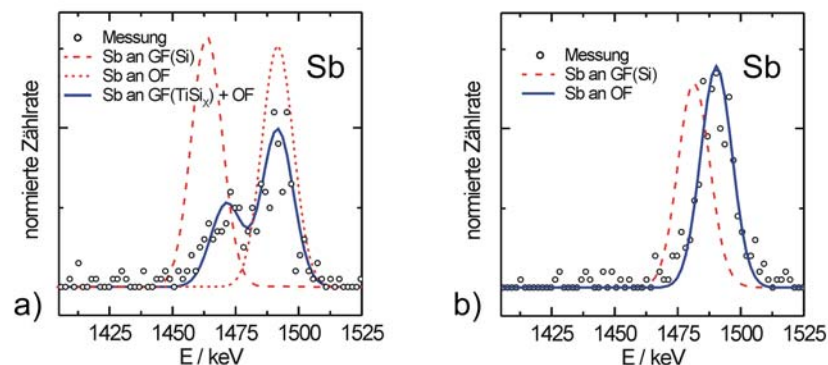 Messung
Sb an GF(Si)
Sb an OF
Sb an GF(TiSiX) + OF
Sb
normierte Zählrate
a)
1425 1450 1475 1500 1525
E / keV
Messung
Sb an GF(Si)
Sb an OF
Sb
normierte Zählrate
b)
1425 1450 1475 1500 1525
E / keV